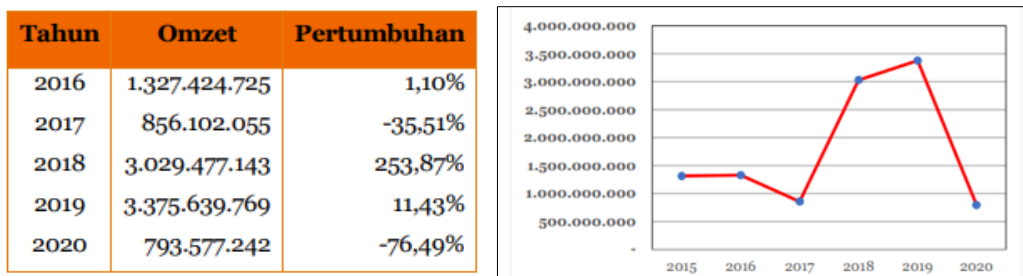 Tahun Omzet Pertumbuhan
2016 1.327.424.725 1,10%
2017 856.102.055 -35,51%
2018 3.029.477.143 253,87%
2019 3.375.639.769 11,43%
2020 793.577.242 -76,49%
4.000.000.000
3.500.000.000
3.000.000.000
2.500.000.000
2.000.000.000
1.500.000.000
1.000.000.000
500.000.000
-
2015 2016 2017 2018 2019 2020